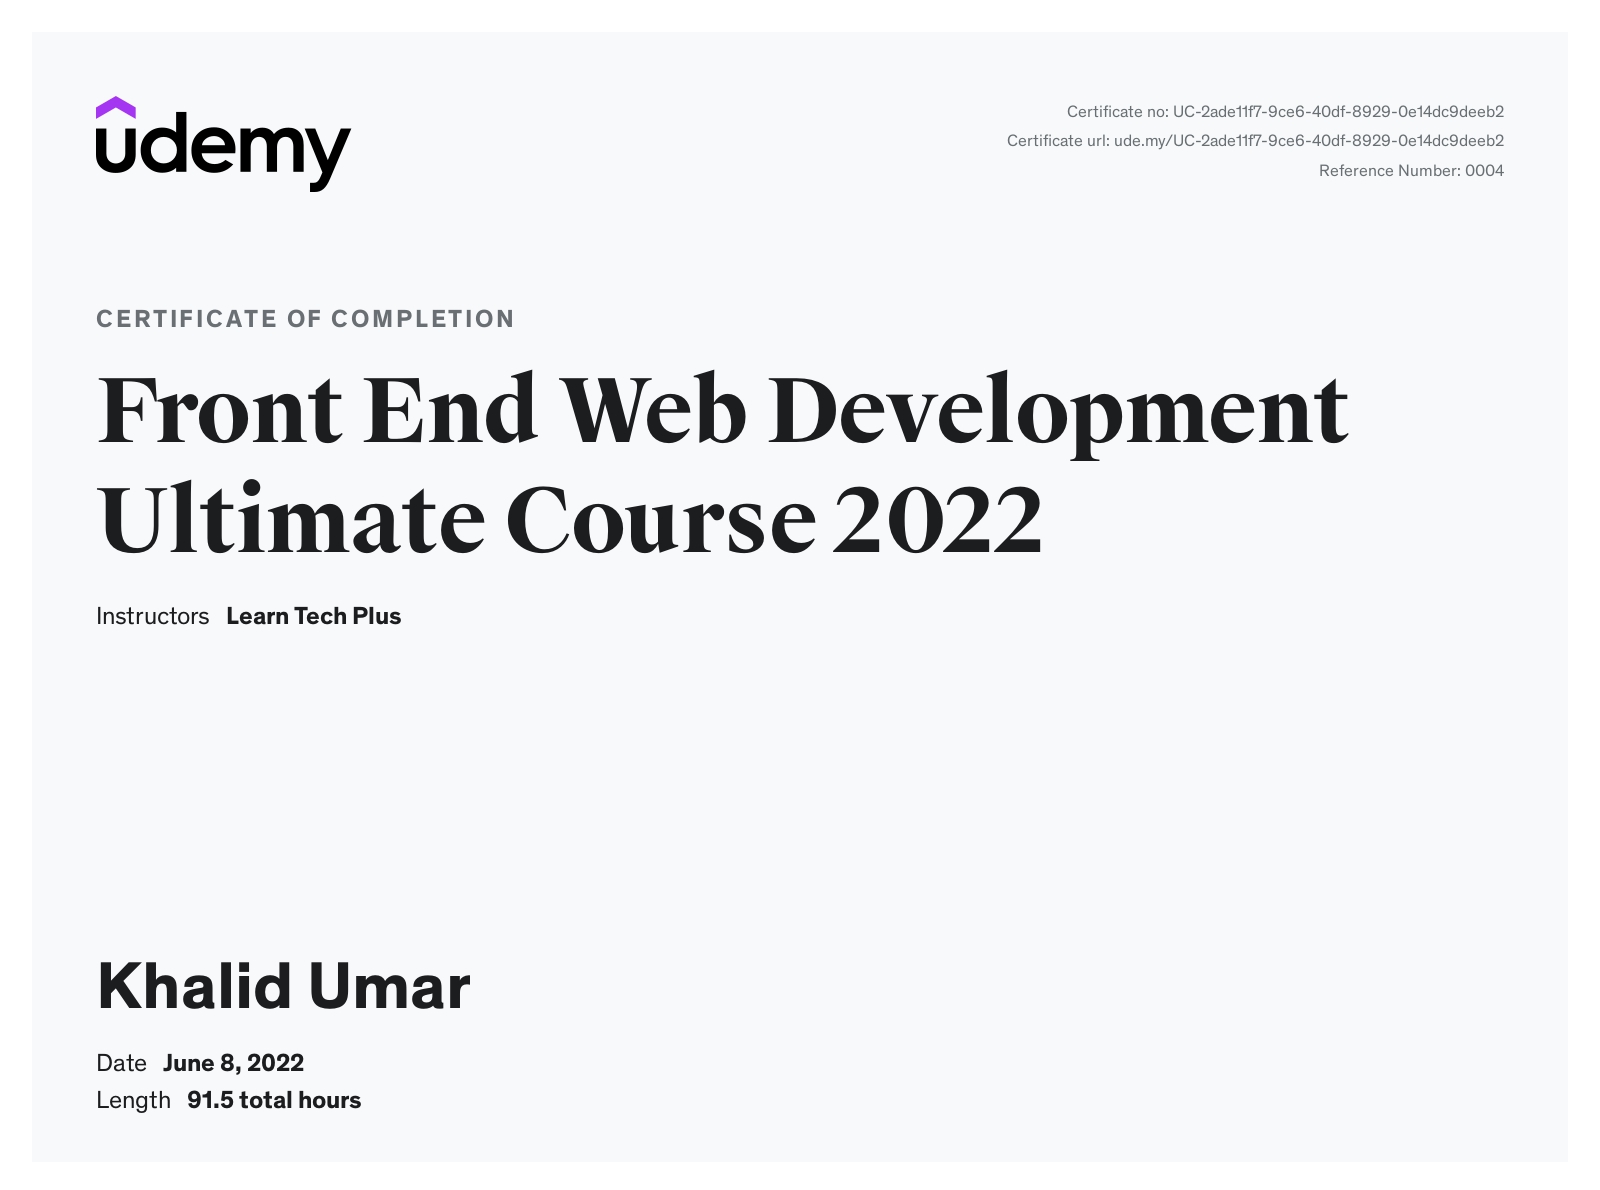 udemy
Certificate no: UC-2ade11f7-9ce6-40df-8929-0e14dc9deeb2
Certificate url: ude.my/UC-2ade11f7-9ce6-40df-8929-0e14dc9deeb2
Reference Number: 0004
CERTIFICATE OF COMPLETION
Front End Web Development
Ultimate Course 2022
Instructors Learn Tech Plus
Khalid Umar
Date June 8, 2022
Length 91.5 total hours